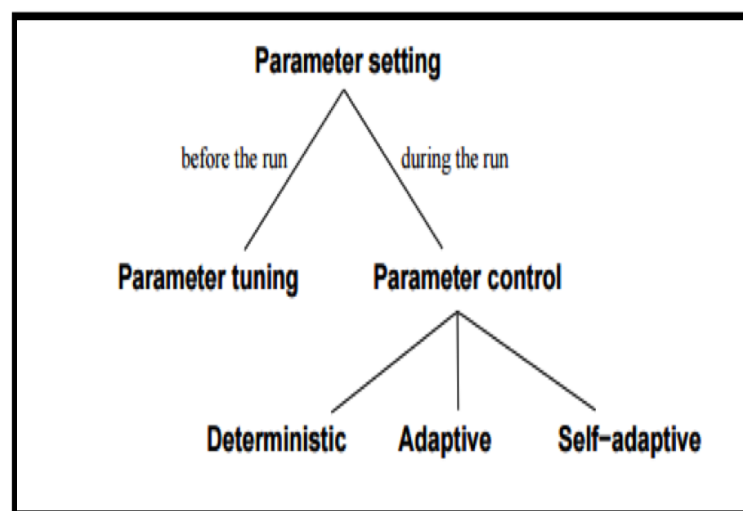 Parameter setting
before the run during the run
Parameter tuning Parameter control
Deterministic Adaptive Self-adaptive